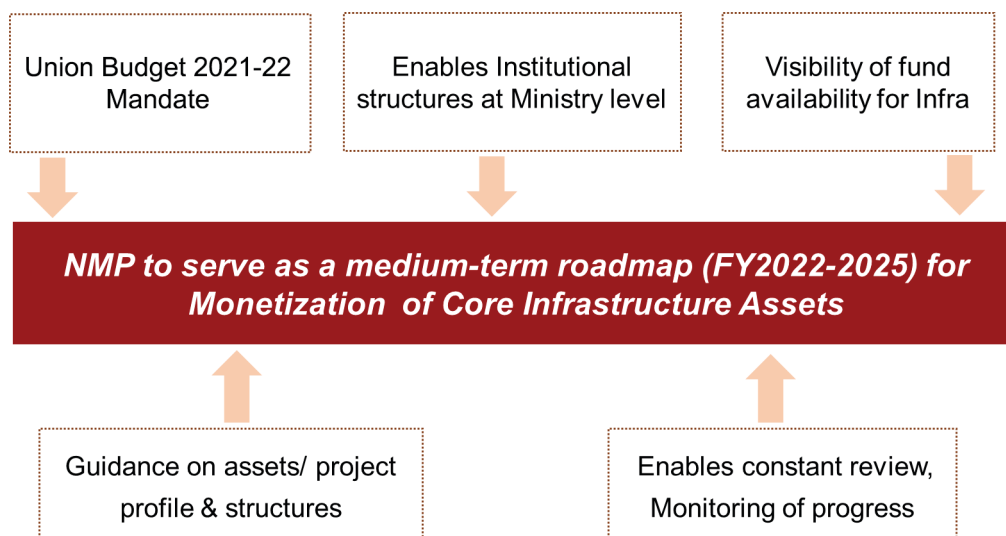 Union Budget 2021-22
Mandate
Enables Institutional
structures at Ministry level
Visibility of fund
availability for Infra
NMP to serve as a medium-term roadmap (FY2022-2025) for
Monetization of Core Infrastructure Assets
Guidance on assets/ project
profile & structures
Enables constant review,
Monitoring of progress